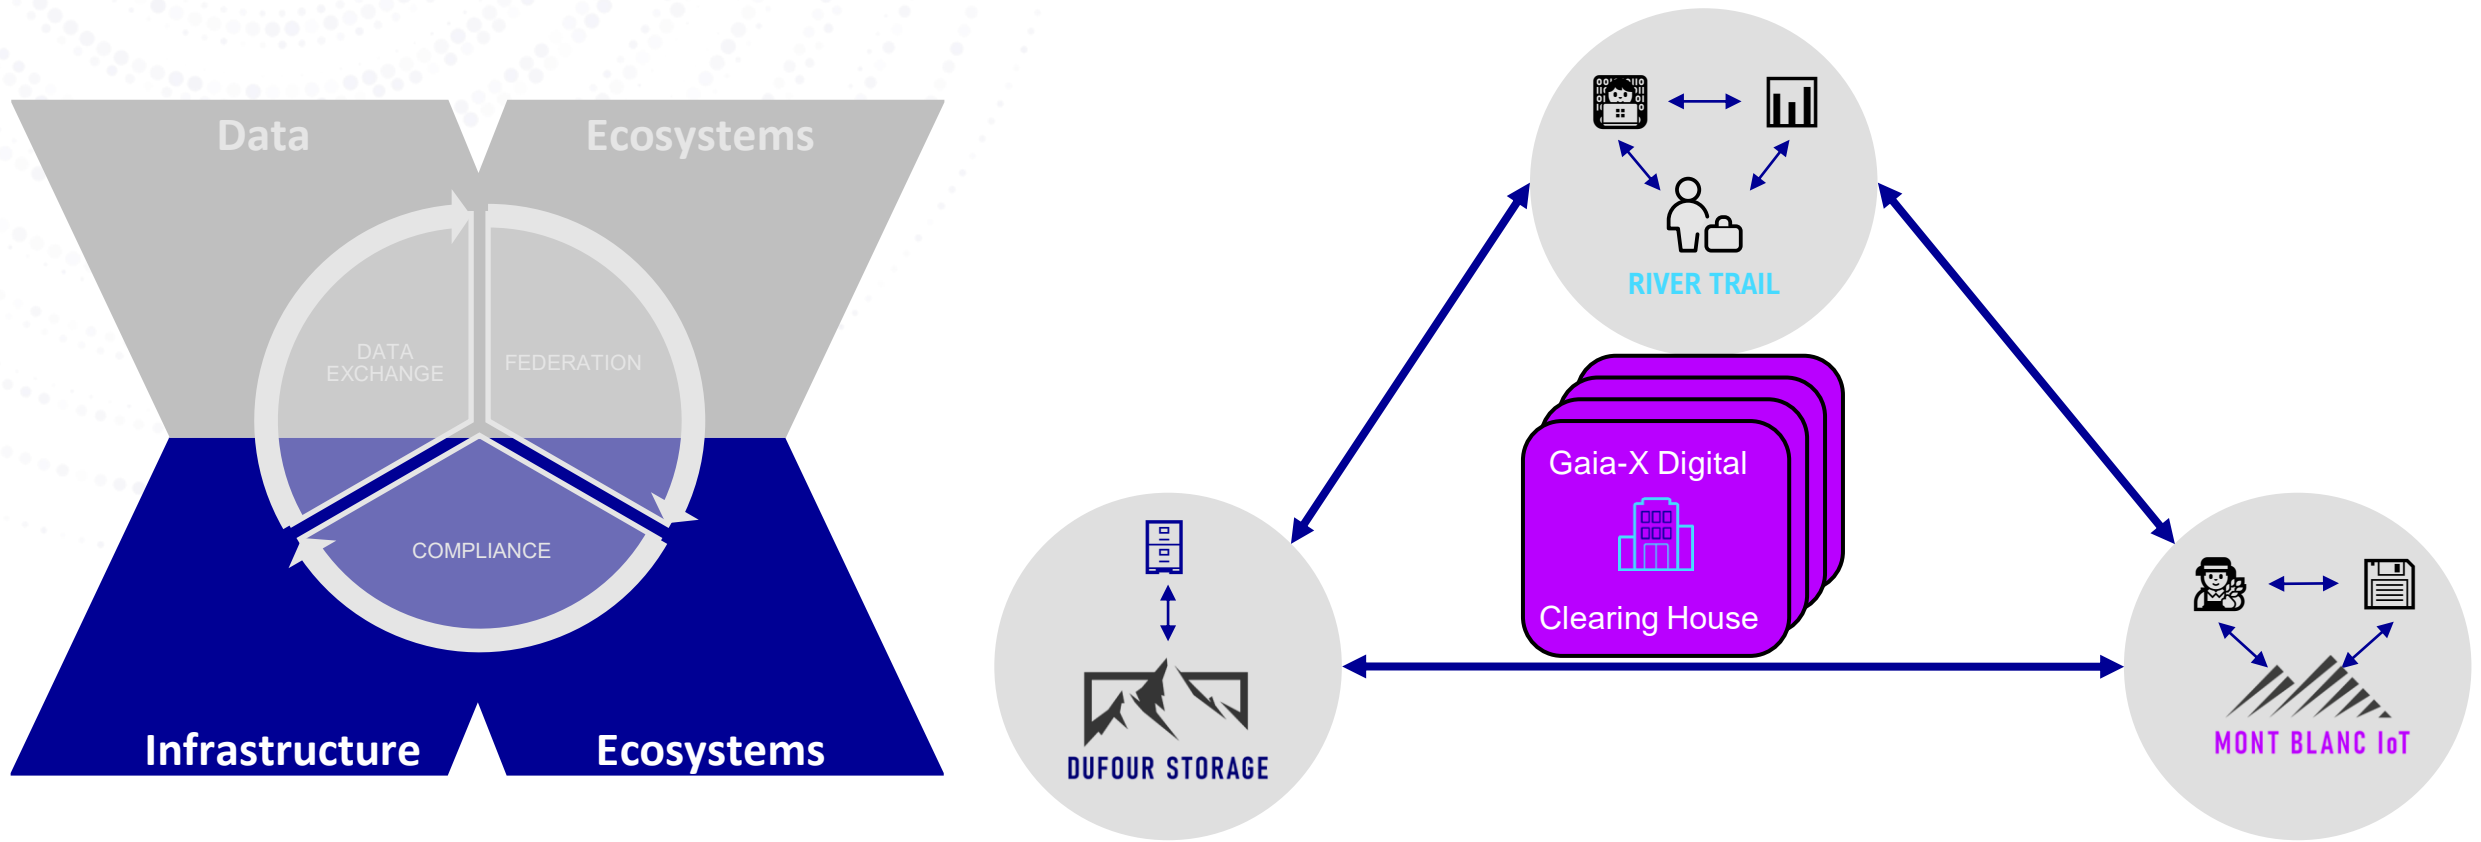 Data
Ecosystems
DATA
EXCHANGE
FEDERATION
COMPLIANCE
Infrastructure
Ecosystems
RIVER TRAIL
Gaia-X Digital
Clearing House
DUFOUR STORAGE
MONT BLANC IoT